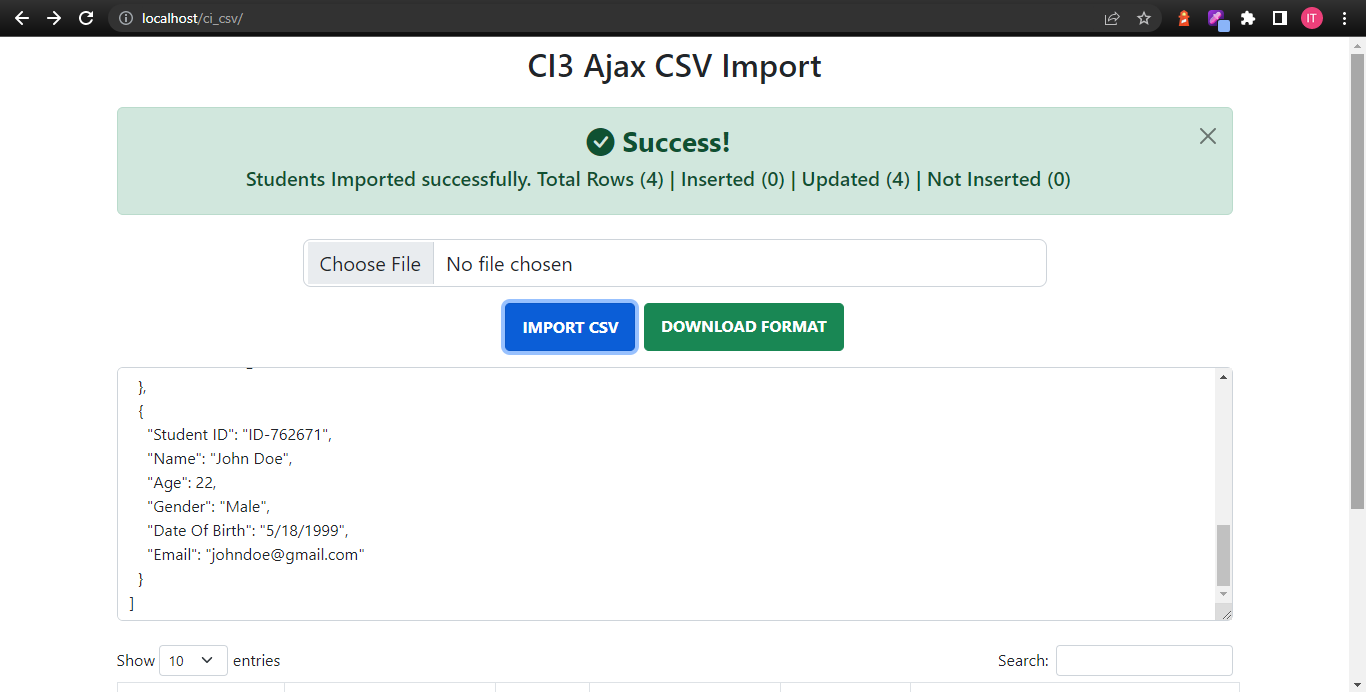 localhost/ci_csv/
IT
CI3 Ajax CSV Import
Success!
Students Imported successfully. Total Rows (4) | Inserted (0) | Updated (4) | Not Inserted (0)
Choose File No file chosen
IMPORT CSV DOWNLOAD FORMAT
},
{
"Student ID": "ID-762671",
"Name": "John Doe",
"Age": 22,
"Gender": "Male",
"Date Of Birth": "5/18/1999",
"Email": "johndoe@gmail.com"
}
]
Show 10 entries Search: